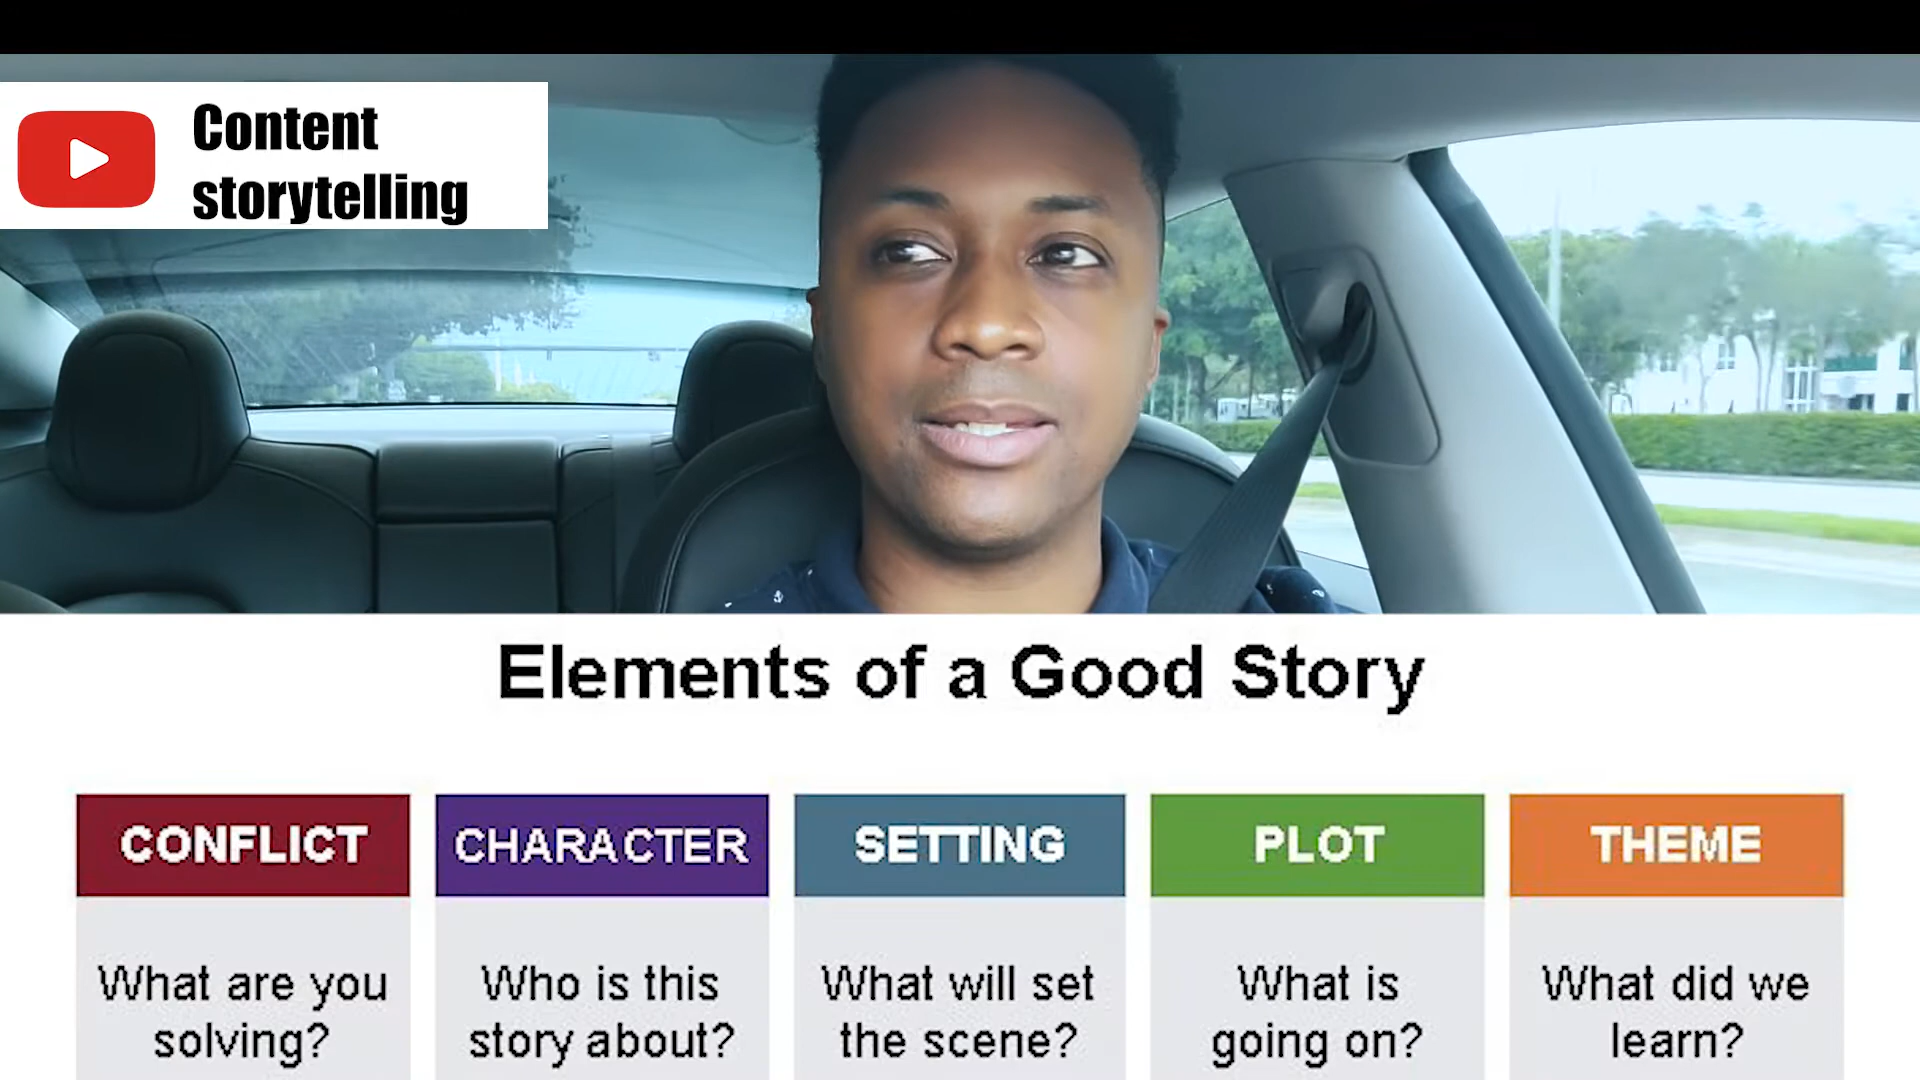 Content
storytelling
Elements of a Good Story
CONFLICT
What are you
solving?
CHARACTER
Who is this
story about?
SETTING
What will set
the scene?
PLOT
What is
going on?
THEME
What did we
learn?